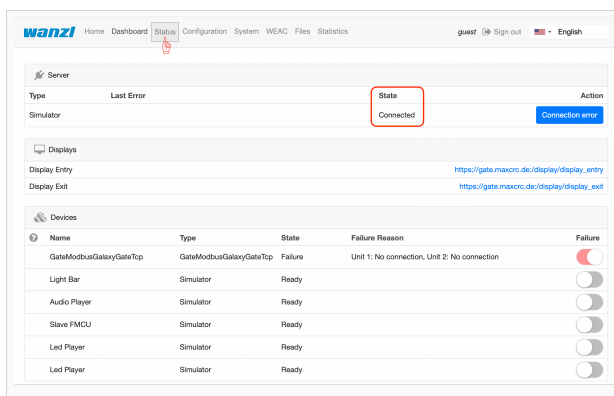 wanzl Home Dashboard Status Configuration System WEAC Files Statistics guest Sign out English
Server
Type Last Error State Action
Simulator Connected Connection error
Displays
Display Entry https://gate.maxcrc.de:/display/display_entry
Display Exit https://gate.maxcrc.de:/display/display_exit
Devices
? Name Type State Failure Reason Failure
GateModbusGalaxyGateTcp GateModbusGalaxyGateTcp Failure Unit 1: No connection, Unit 2: No connection
Light Bar Simulator Ready
Audio Player Simulator Ready
Slave FMCU Simulator Ready
Led Player Simulator Ready
Led Player Simulator Ready